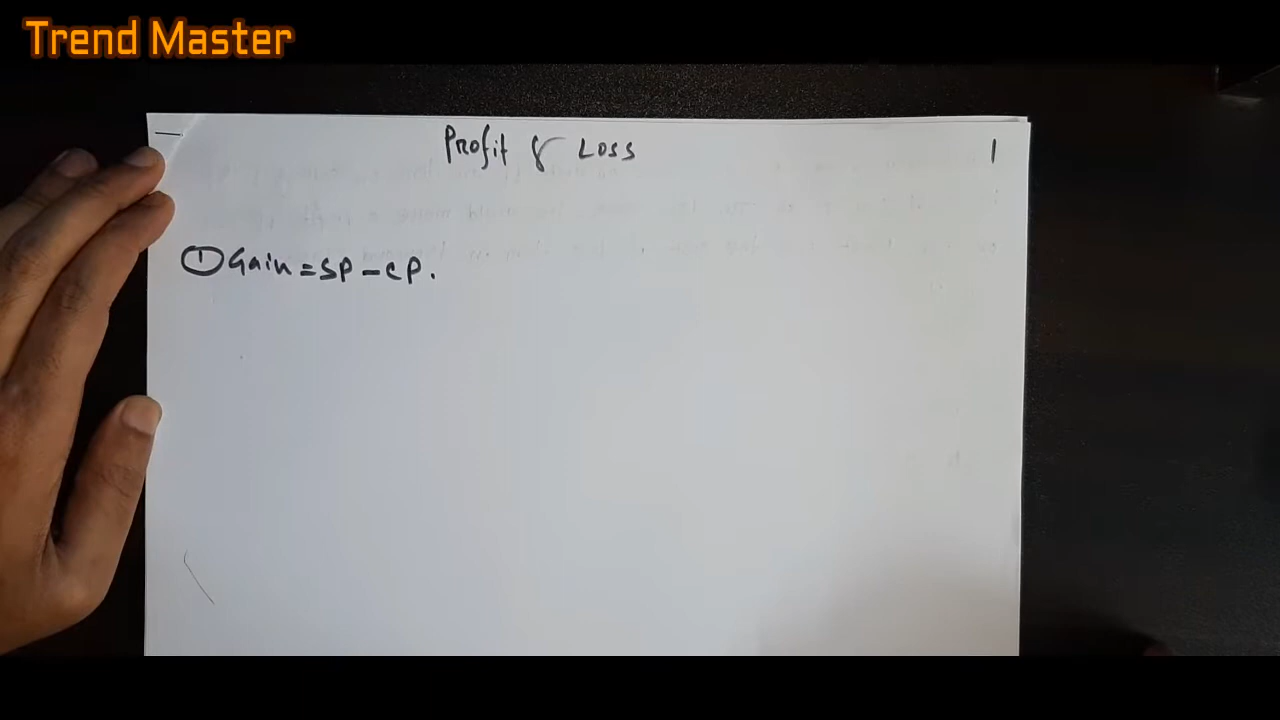 Trend Master
Profit & Loss 1
① Gain = SP - CP.